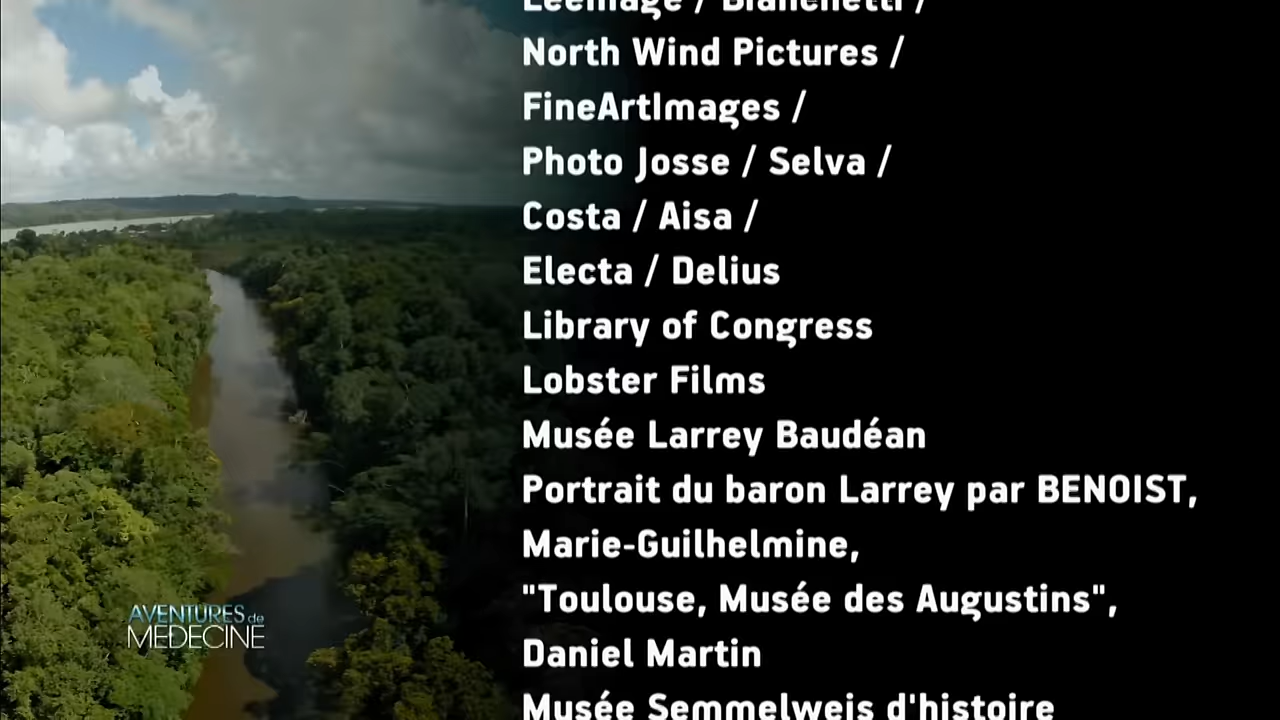 Leemage / Bianchetti /
North Wind Pictures /
FineArtImages /
Photo Josse / Selva /
Costa / Aisa /
Electa / Delius
Library of Congress
Lobster Films
Musée Larrey Baudéan
Portrait du baron Larrey par BENOIST,
Marie-Guilhelmine,
"Toulouse, Musée des Augustins",
Daniel Martin
Musée Semmelweis d'histoire
AVENTURES de
MEDECINE